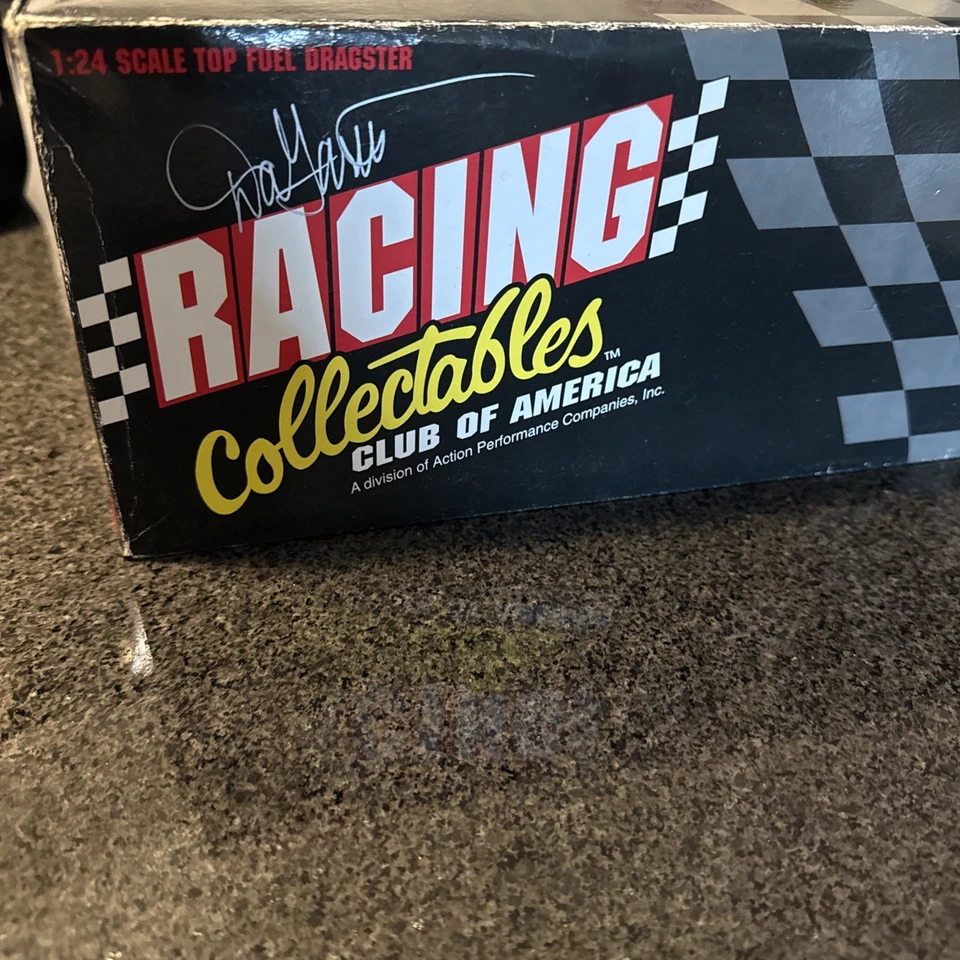 1:24 SCALE TOP FUEL DRAGSTER
RACING
Collectables™
CLUB OF AMERICA
A division of Action Performance Companies, Inc.